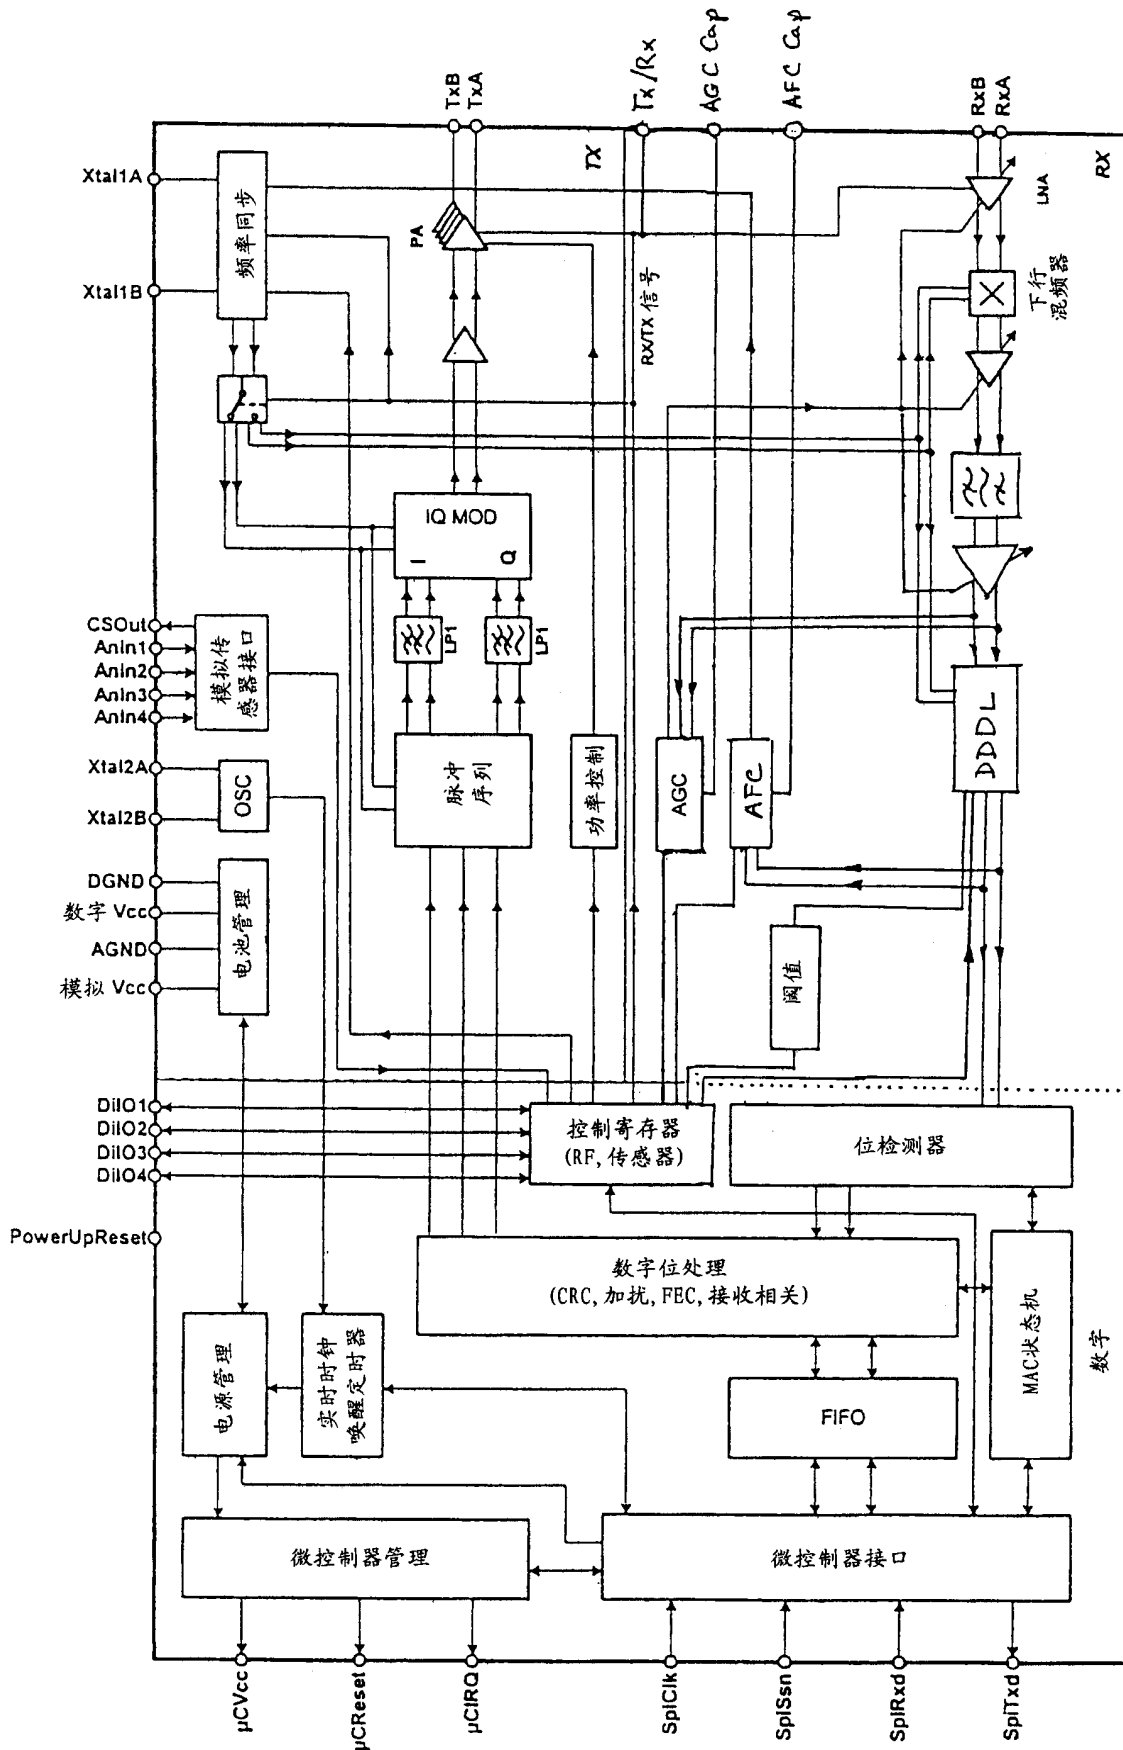 Xtal1A
Xtal1B
频率同步
TxB
TxA
Tx/Rx
AGC Cap
AFC Cap
RxB
RxA
TX
RX
PA
LNA
RX/TX 信号
下行
混频器
IQ MOD
I
Q
LP1
LP1
CSOut
AnIn1
AnIn2
AnIn3
AnIn4
模拟传
感器接口
Xtal2A
Xtal2B
OSC
脉冲
序列
功率控制
AGC
AFC
DDDL
DGND
数字 Vcc
AGND
模拟 Vcc
电池管理
阈值
DiIO1
DiIO2
DiIO3
DiIO4
控制寄存器
(RF, 传感器)
位检测器
PowerUpReset
数字位处理
(CRC, 加扰, FEC, 接收相关)
电源管理
实时时钟
唤醒定时器
FIFO
MAC状态机
数字
微控制器管理
微控制器接口
µCVcc
µCReset
µCIRQ
SpiClk
SpiSsn
SpiRxd
SpiTxd